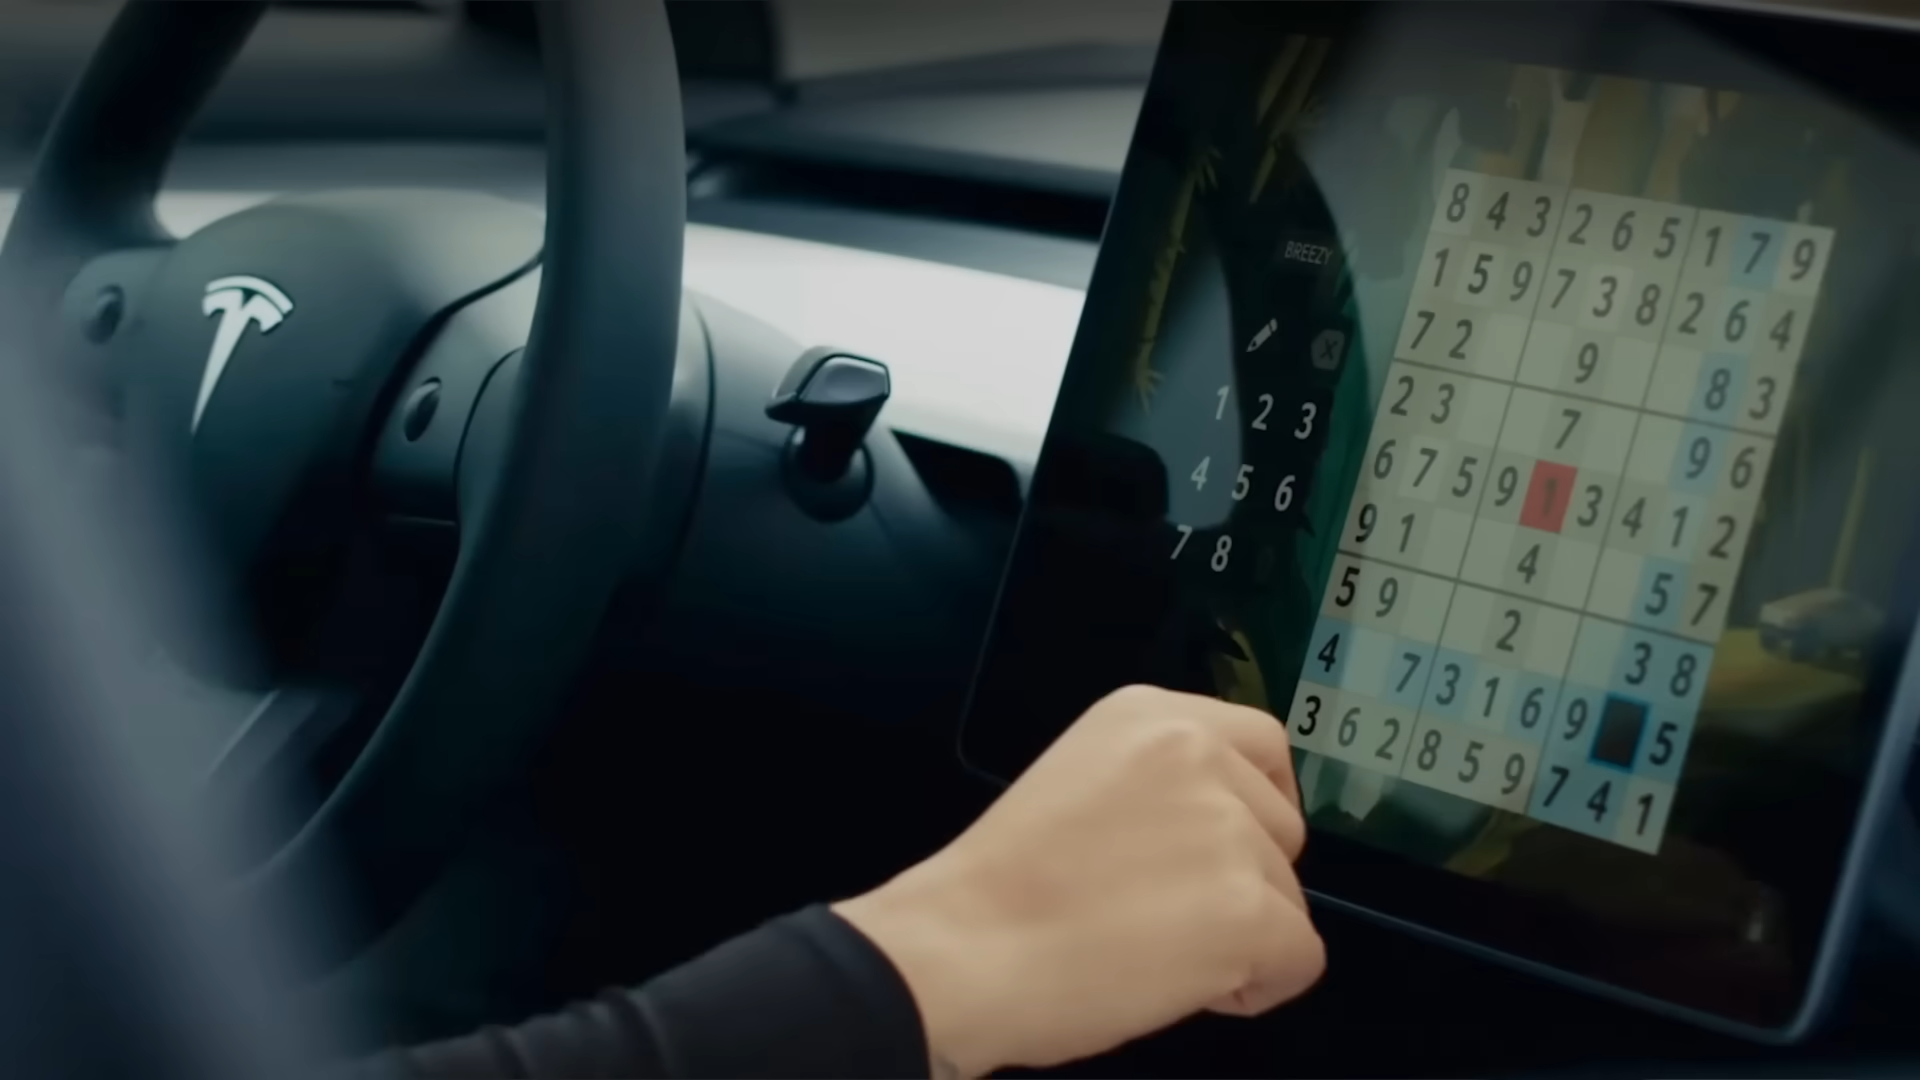 BREEZY
X
1 2 3
4 5 6
7 8
8 4 3 2 6 5 1 7 9
1 5 9 7 3 8 2 6 4
7 2 9 8 3
2 3 7 9 6
6 7 5 9 1 3 4 1 2
9 1 4 5 7
5 9 2 3 8
4 7 3 1 6 9 5
3 6 2 8 5 9 7 4 1